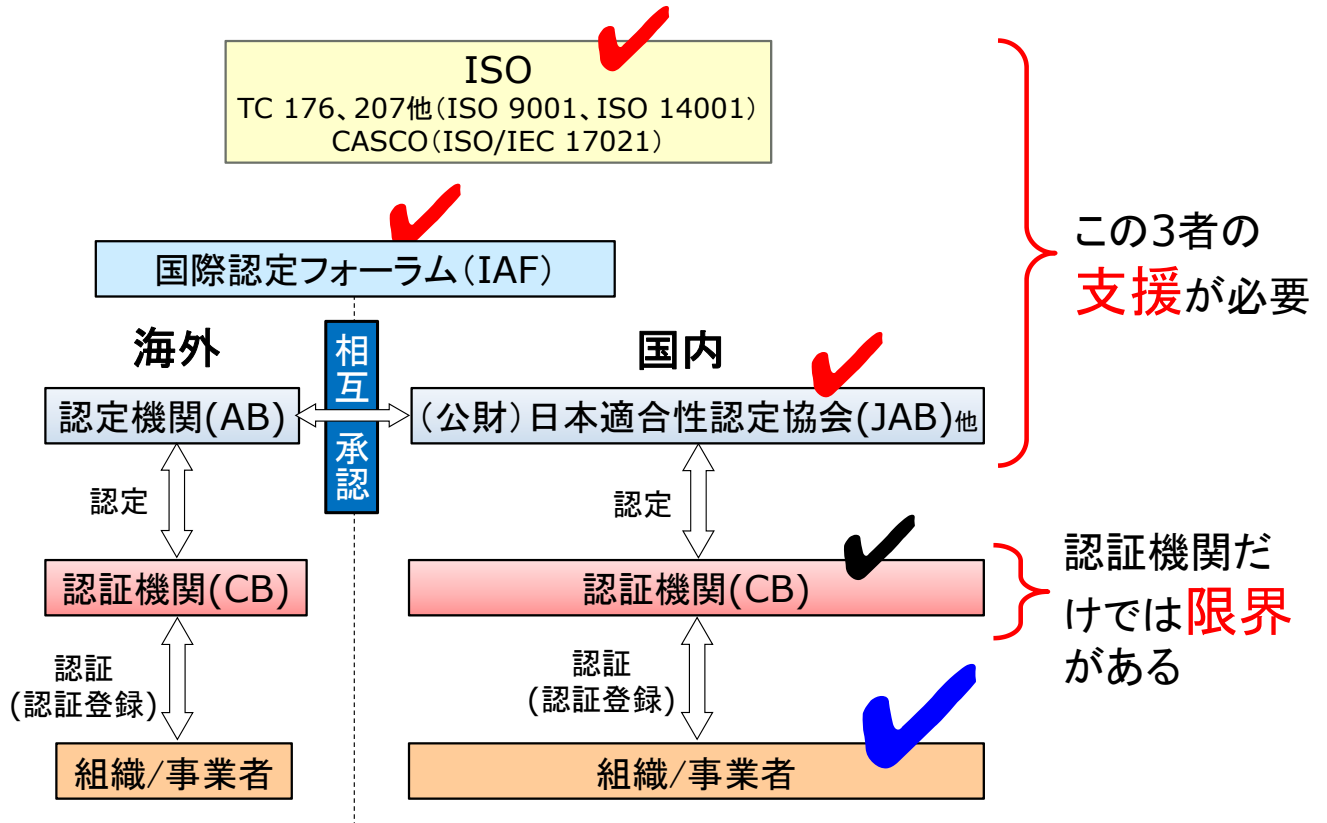 ISO
TC 176、207他(ISO 9001、ISO 14001)
CASCO(ISO/IEC 17021)
国際認定フォーラム(IAF)
この3者の
支援が必要
海外
相互承認
国内
認定機関(AB)
(公財)日本適合性認定協会(JAB)他
認定
認定
認証機関(CB)
認証機関(CB)
認証機関だ
けでは限界
がある
認証
(認証登録)
認証
(認証登録)
組織/事業者
組織/事業者